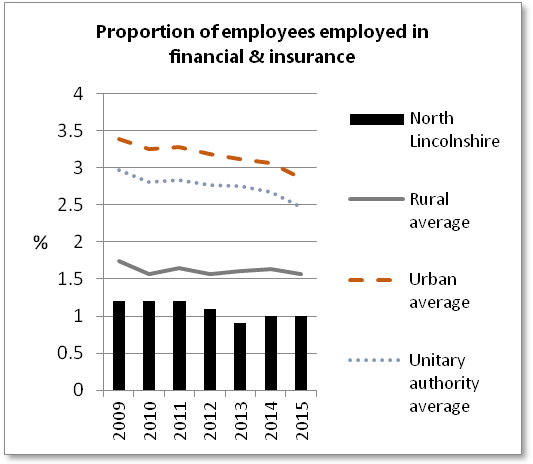 Proportion of employees employed in
financial & insurance
4
3.5
3
2.5
2
1.5
1
0.5
0
%
2009
2010
2011
2012
2013
2014
2015
North
Lincolnshire
Rural
average
Urban
average
Unitary
authority
average